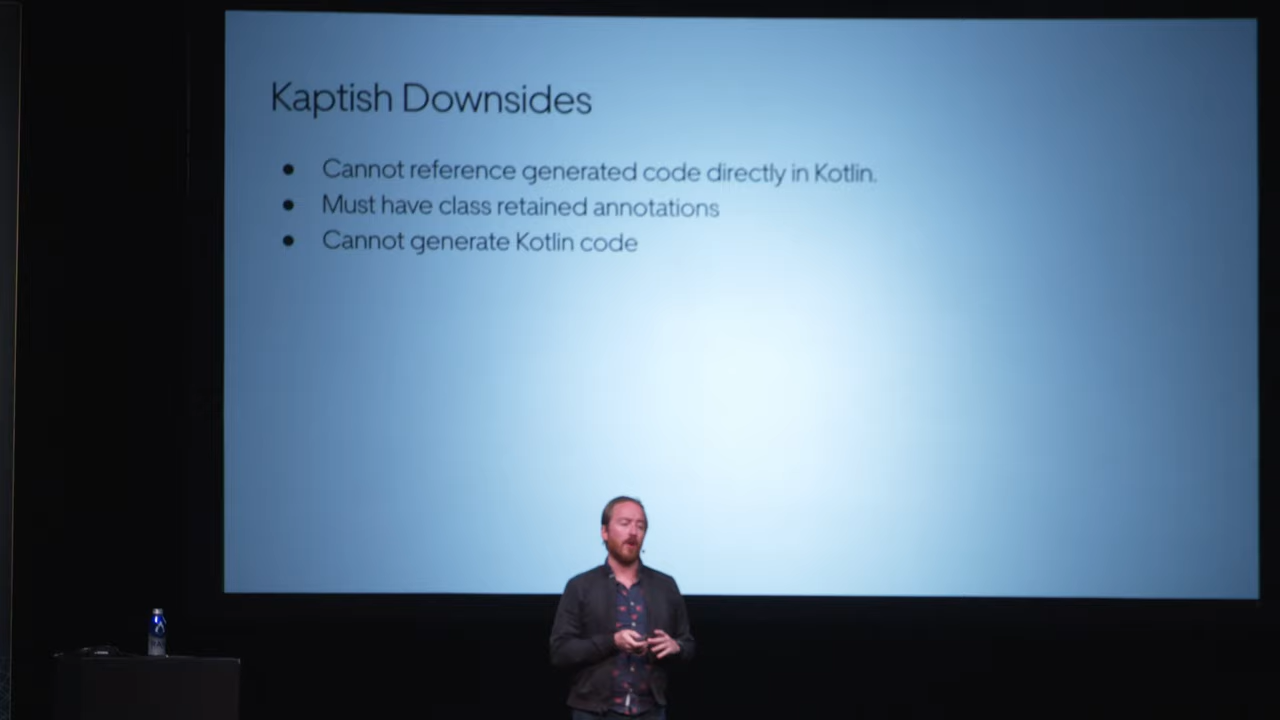 Kaptish Downsides
● Cannot reference generated code directly in Kotlin.
● Must have class retained annotations
● Cannot generate Kotlin code